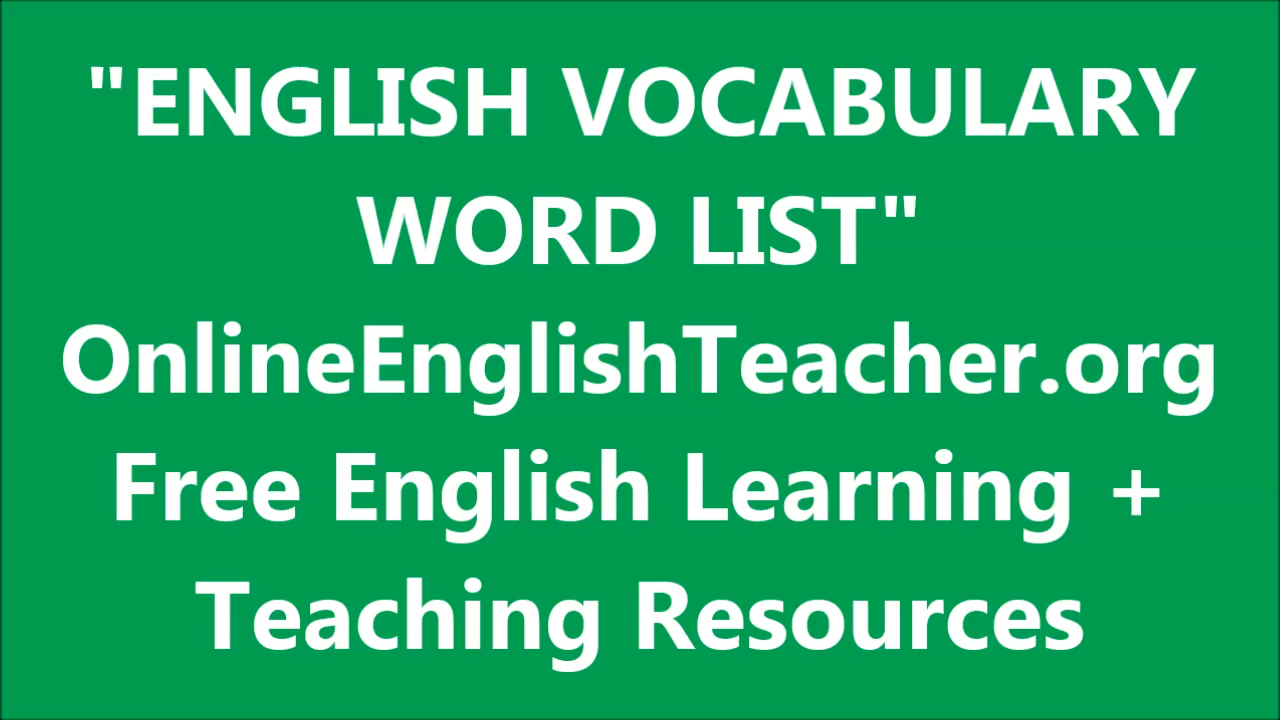 "ENGLISH VOCABULARY
WORD LIST"
OnlineEnglishTeacher.org
Free English Learning +
Teaching Resources